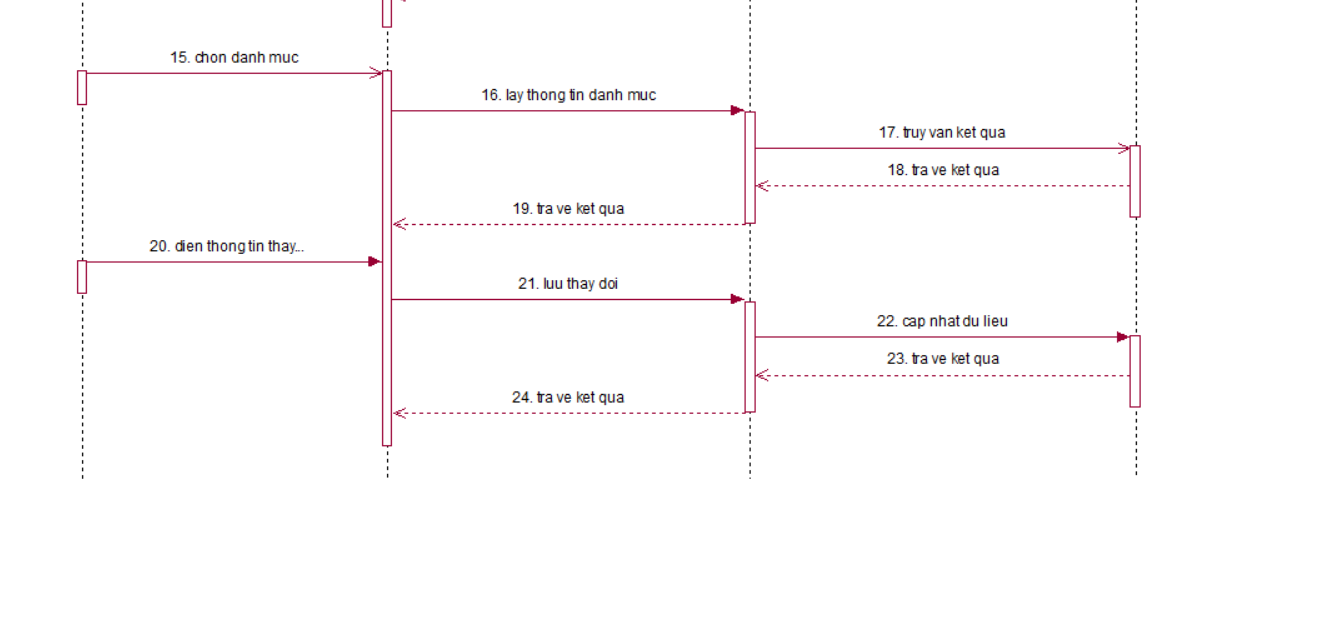 15. chon danh muc
16. lay thong tin danh muc
17. truy van ket qua
18. tra ve ket qua
19. tra ve ket qua
20. dien thong tin thay...
21. luu thay doi
22. cap nhat du lieu
23. tra ve ket qua
24. tra ve ket qua